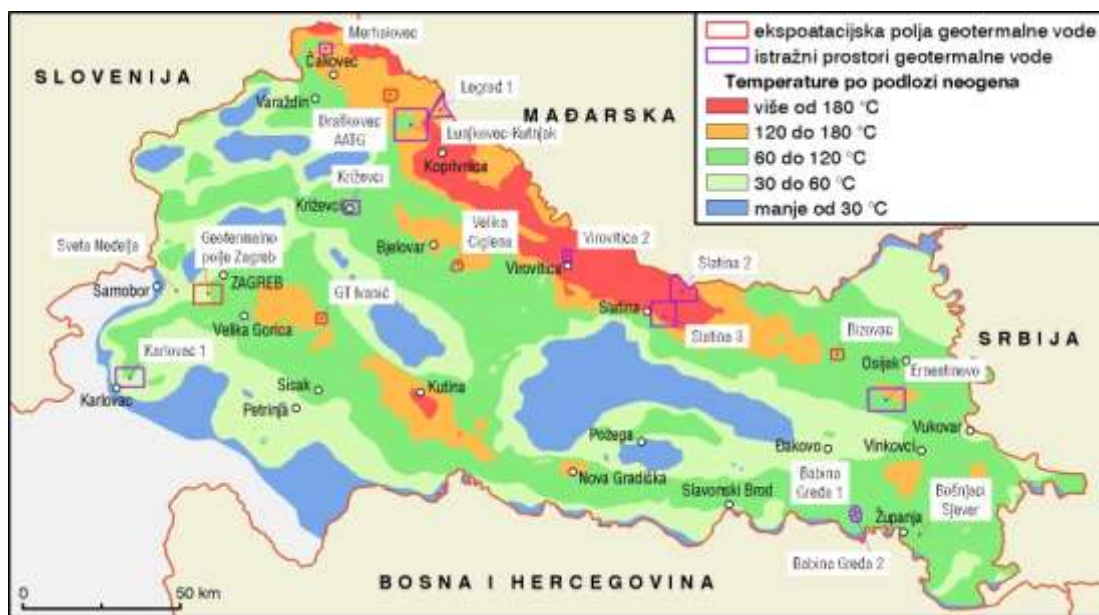 ekspoatacijska polja geotermalne vode
istražni prostori geotermalne vode
Temperature po podlozi neogena
više od 180 °C
120 do 180 °C
60 do 120 °C
30 do 60 °C
manje od 30 °C
SLOVENIJA
MAĐARSKA
SRBIJA
BOSNA I HERCEGOVINA
Čakovec
Legrad 1
Varaždin
Draškovec
AATG
Lunjkovec-Kutnjak
Koprivnica
Križevci
Križevci
Velika
Ciglena
Bjelovar
Virovitica 2
Virovitica
Sveta Nedelja
Geotermalno
polje Zagreb
ZAGREB
Samobor
GT Ivanić
Velika Gorica
Slatina 2
Slatina
Slatina 3
Bizovac
Osijek
Ernestinovo
Karlovac 1
Karlovac
Sisak
Petrinja
Kutina
Vukovar
Požega
Đakovo
Vinkovci
Nova Gradiška
Slavonski Brod
Babina
Greda 1
Bošnjaci
Sjever
Županja
Babina Greda 2
0
50 km